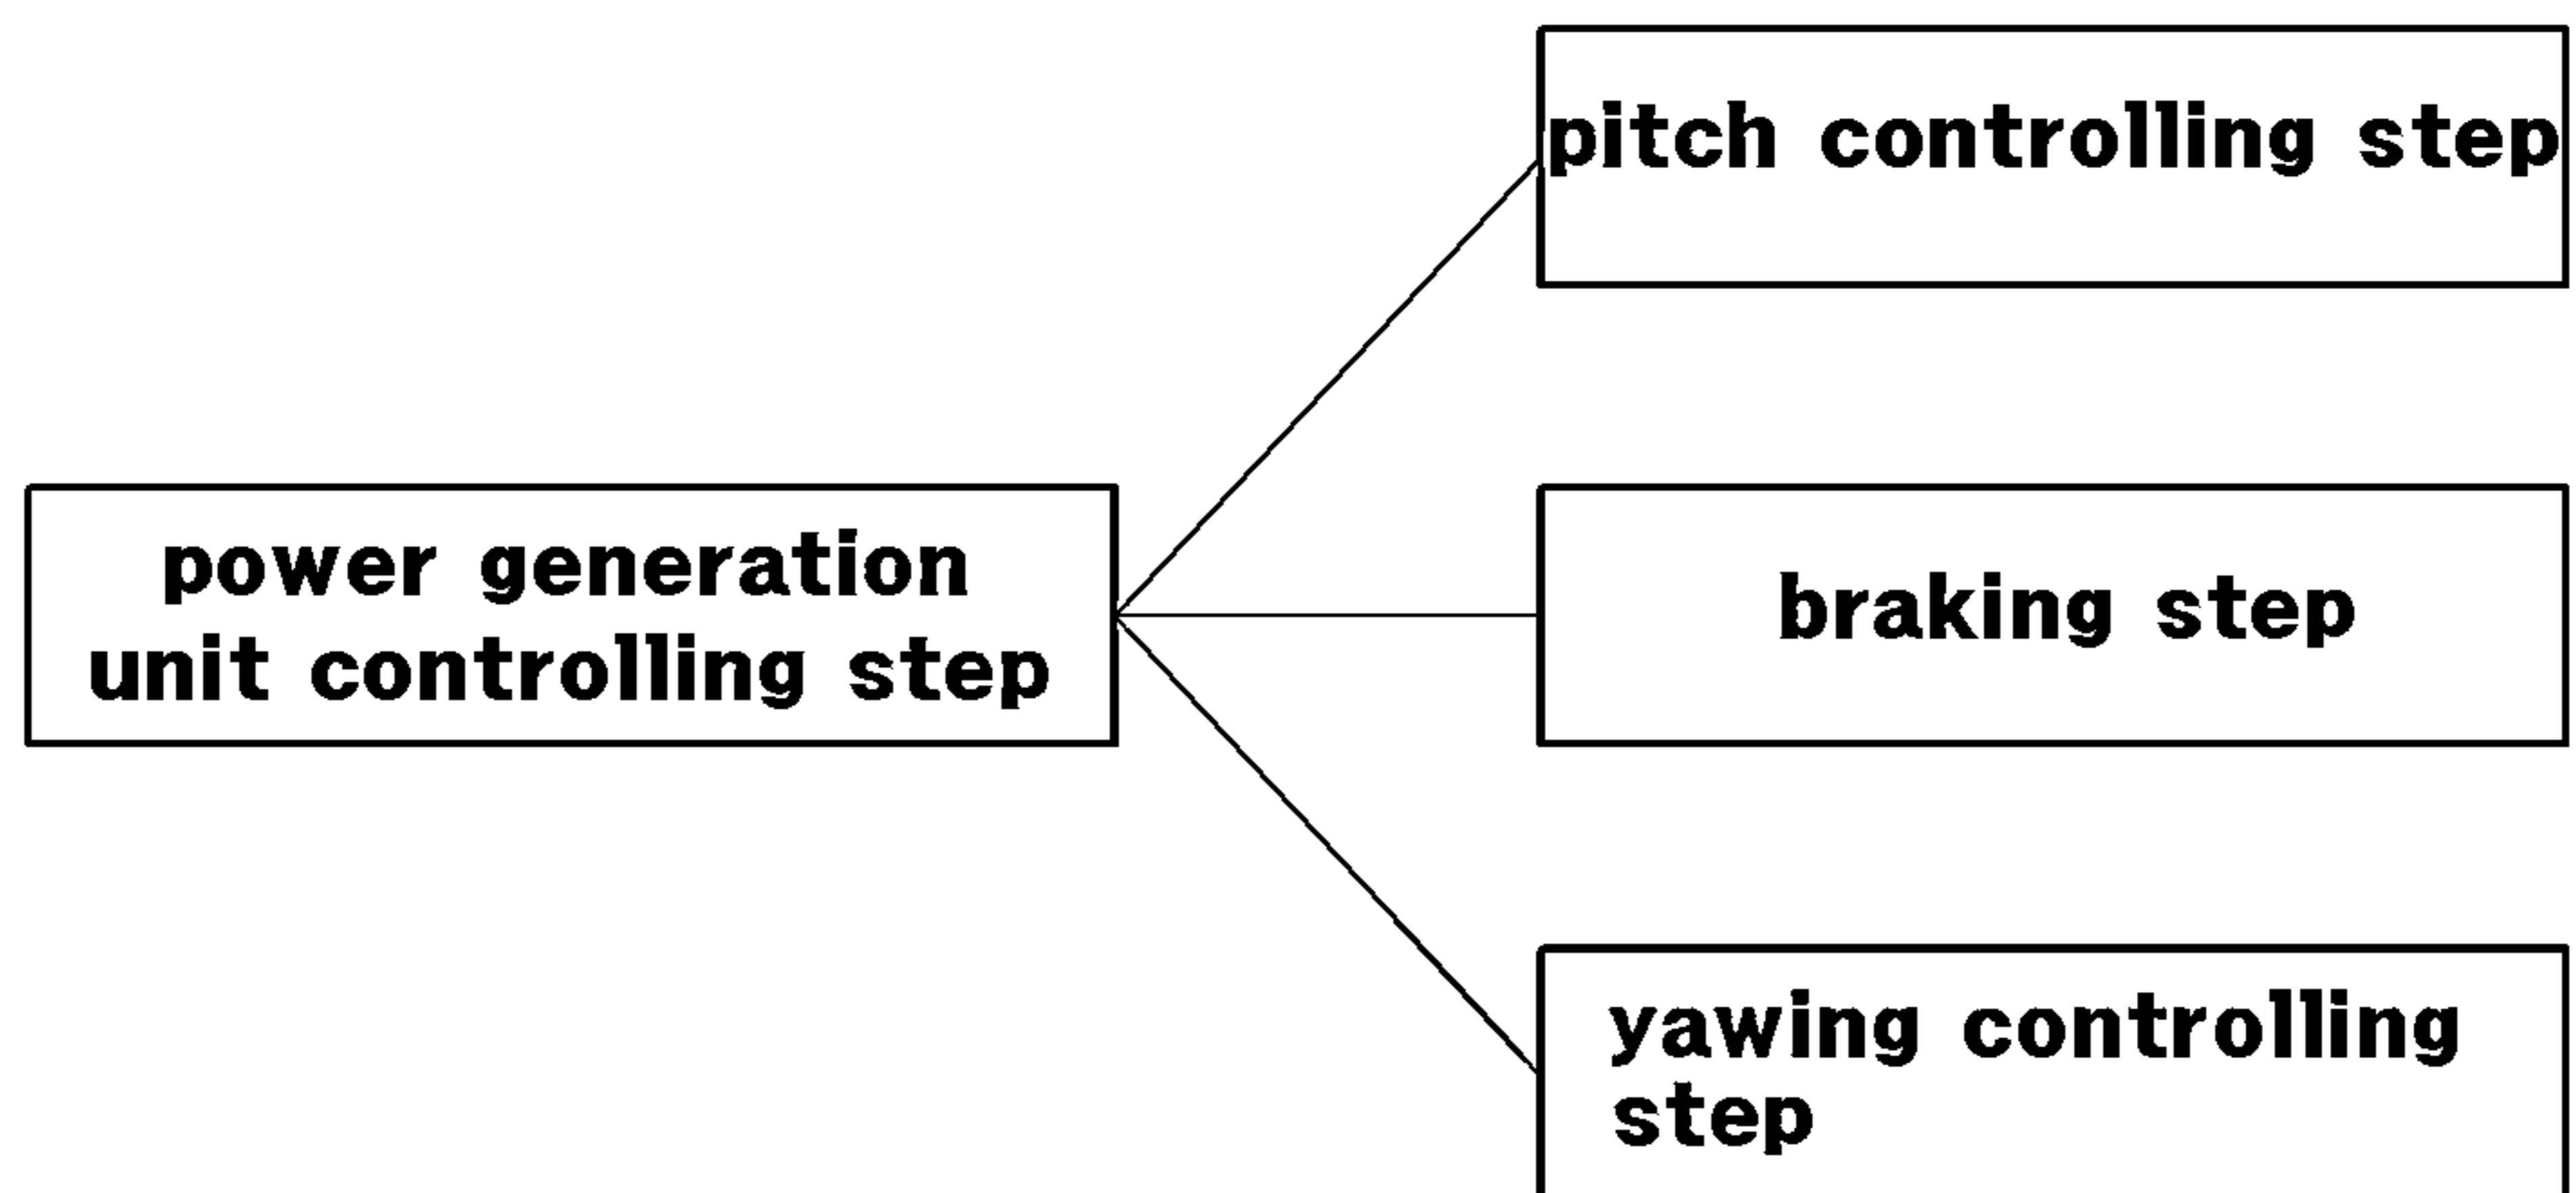 pitch controlling step
power generation
unit controlling step
braking step
yawing controlling
step